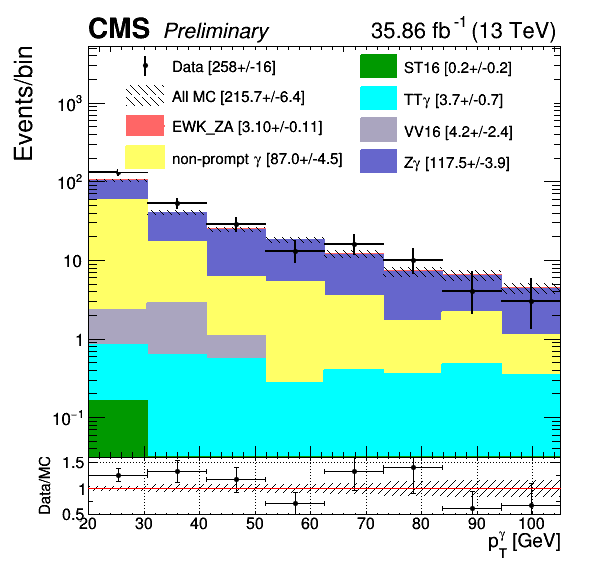 CMS Preliminary 35.86 fb⁻¹ (13 TeV)
Events/bin
Data [258+/-16]
All MC [215.7+/-6.4]
EWK_ZA [3.10+/-0.11]
non-prompt γ [87.0+/-4.5]
ST16 [0.2+/-0.2]
TTγ [3.7+/-0.7]
VV16 [4.2+/-2.4]
Zγ [117.5+/-3.9]
10³
10²
10
1
10⁻¹
Data/MC
1.5
1
0.5
20 30 40 50 60 70 80 90 100
p_T^γ [GeV]